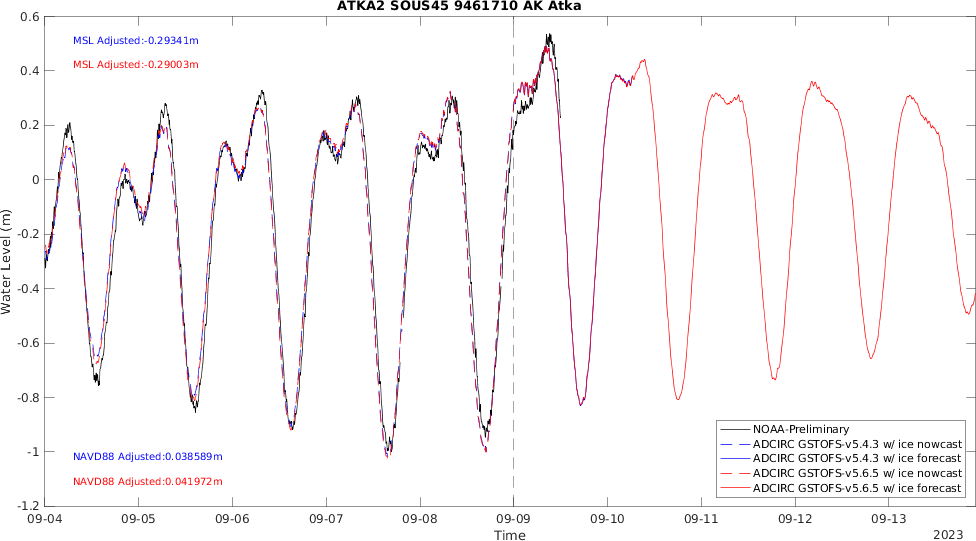 ATKA2 SOUS45 9461710 AK Atka
MSL Adjusted:-0.29341m
MSL Adjusted:-0.29003m
Water Level (m)
0.6
0.4
0.2
0
-0.2
-0.4
-0.6
-0.8
-1
-1.2
NAVD88 Adjusted:0.038589m
NAVD88 Adjusted:0.041972m
NOAA-Preliminary
ADCIRC GSTOFS-v5.4.3 w/ ice nowcast
ADCIRC GSTOFS-v5.4.3 w/ ice forecast
ADCIRC GSTOFS-v5.6.5 w/ ice nowcast
ADCIRC GSTOFS-v5.6.5 w/ ice forecast
09-04 09-05 09-06 09-07 09-08 09-09 09-10 09-11 09-12 09-13
Time
2023